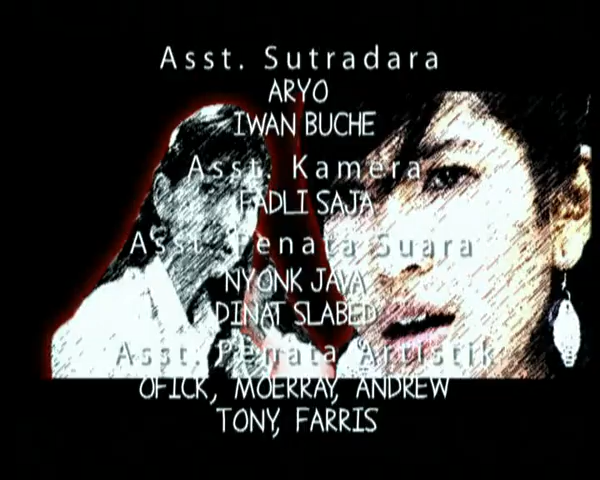 Asst. Sutradara
ARYO
IWAN BUCHE
Asst. Kamera
FADLI SAJA
Asst. Penata Suara
NYONK JAVA
DINAT SLABED
Asst. Penata Artistik
OFICK, MOERRAY, ANDREW
TONY, FARRIS